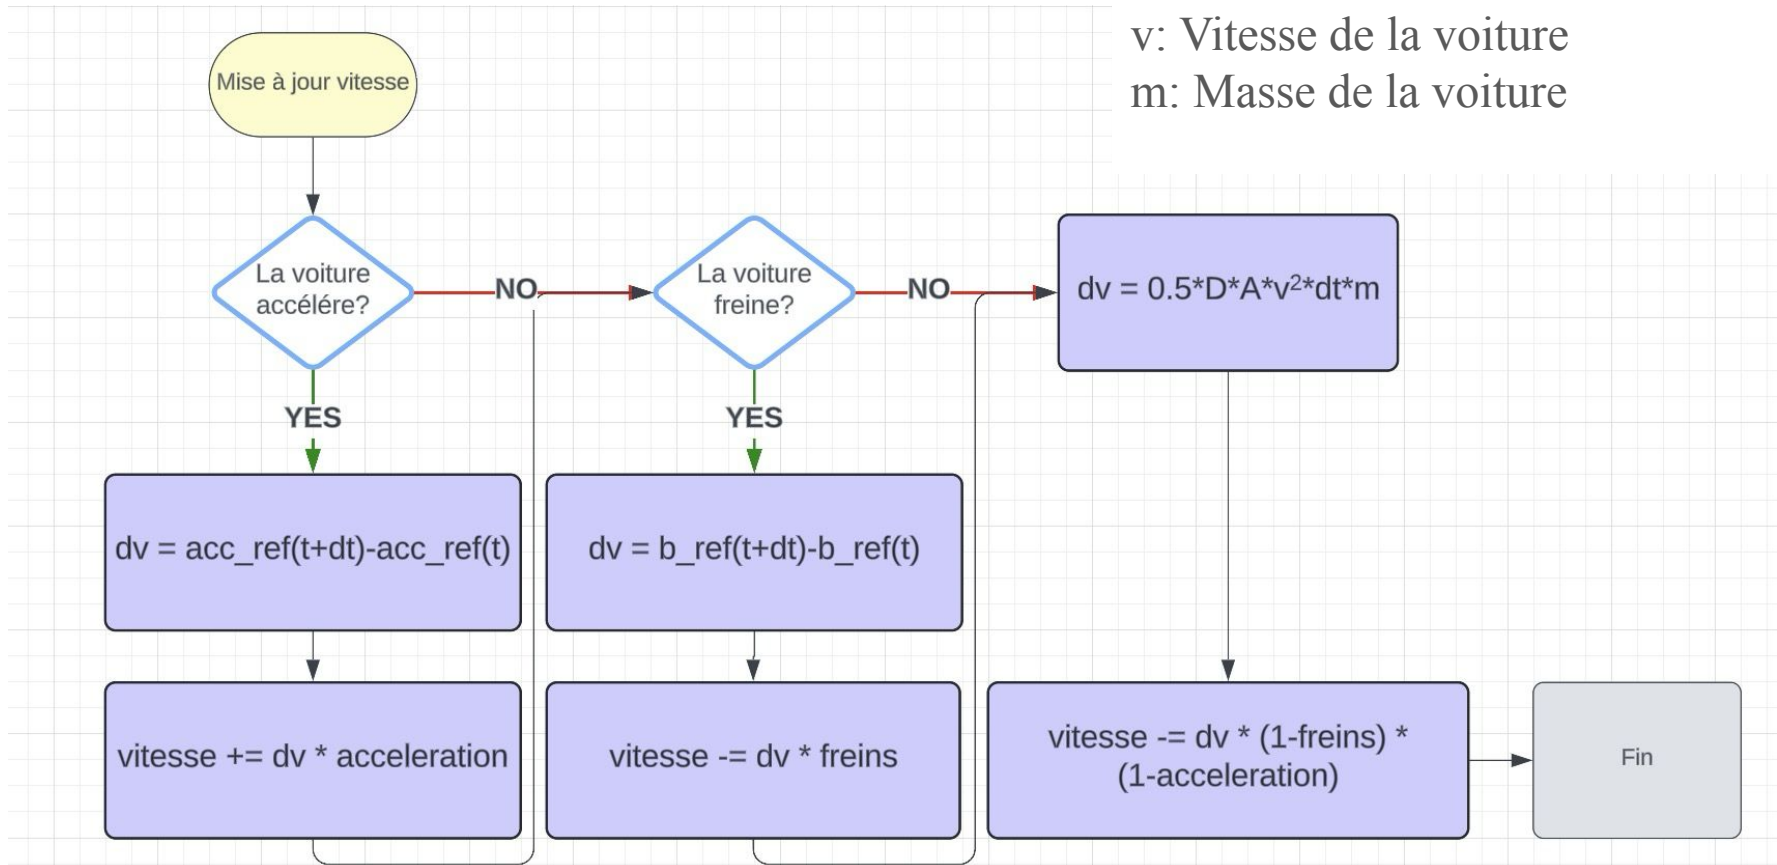 v: Vitesse de la voiture
m: Masse de la voiture
Mise à jour vitesse
La voiture
accélére?
NO
La voiture
freine?
NO
dv = 0.5*D*A*v²*dt*m
YES
YES
dv = acc_ref(t+dt)-acc_ref(t)
dv = b_ref(t+dt)-b_ref(t)
vitesse += dv * acceleration
vitesse -= dv * freins
vitesse -= dv * (1-freins) *
(1-acceleration)
Fin